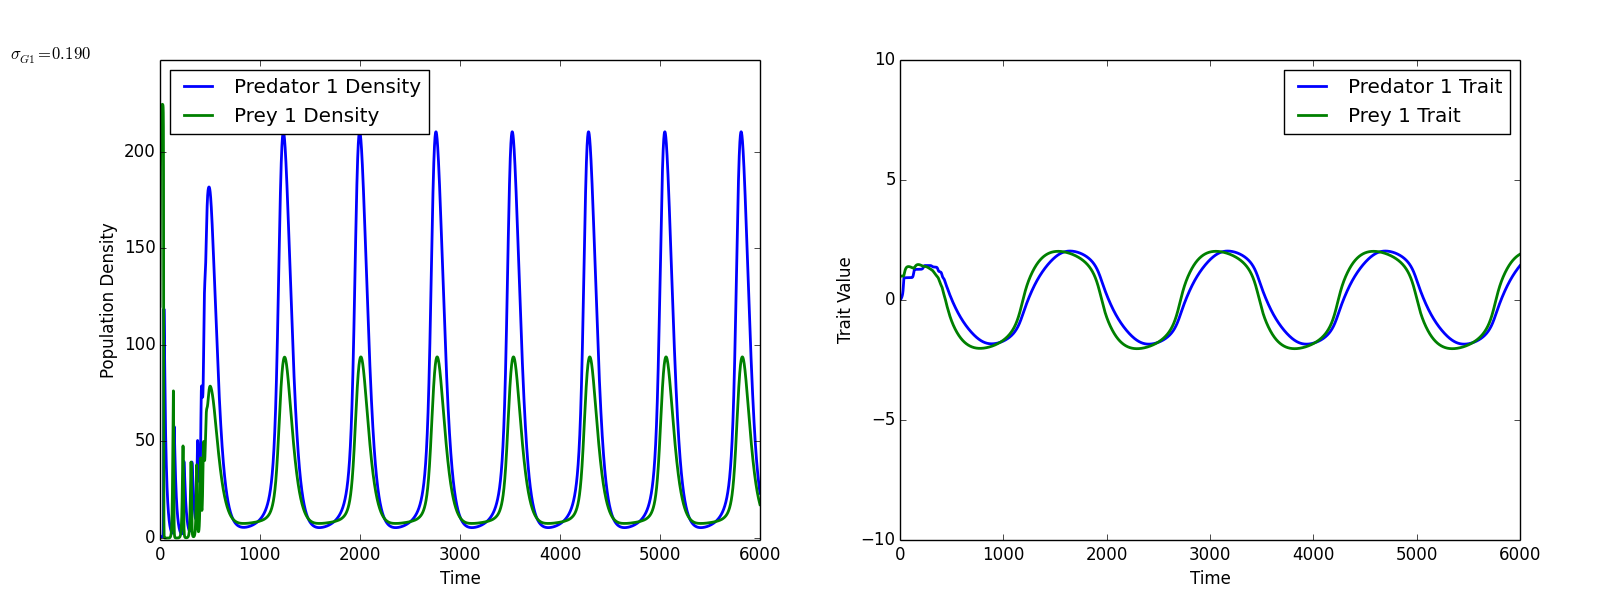 σG1=0.190
Predator 1 Density
Prey 1 Density
200
150
100
50
0
Population Density
0 1000 2000 3000 4000 5000 6000
Time
Predator 1 Trait
Prey 1 Trait
10
5
0
−5
−10
Trait Value
0 1000 2000 3000 4000 5000 6000
Time